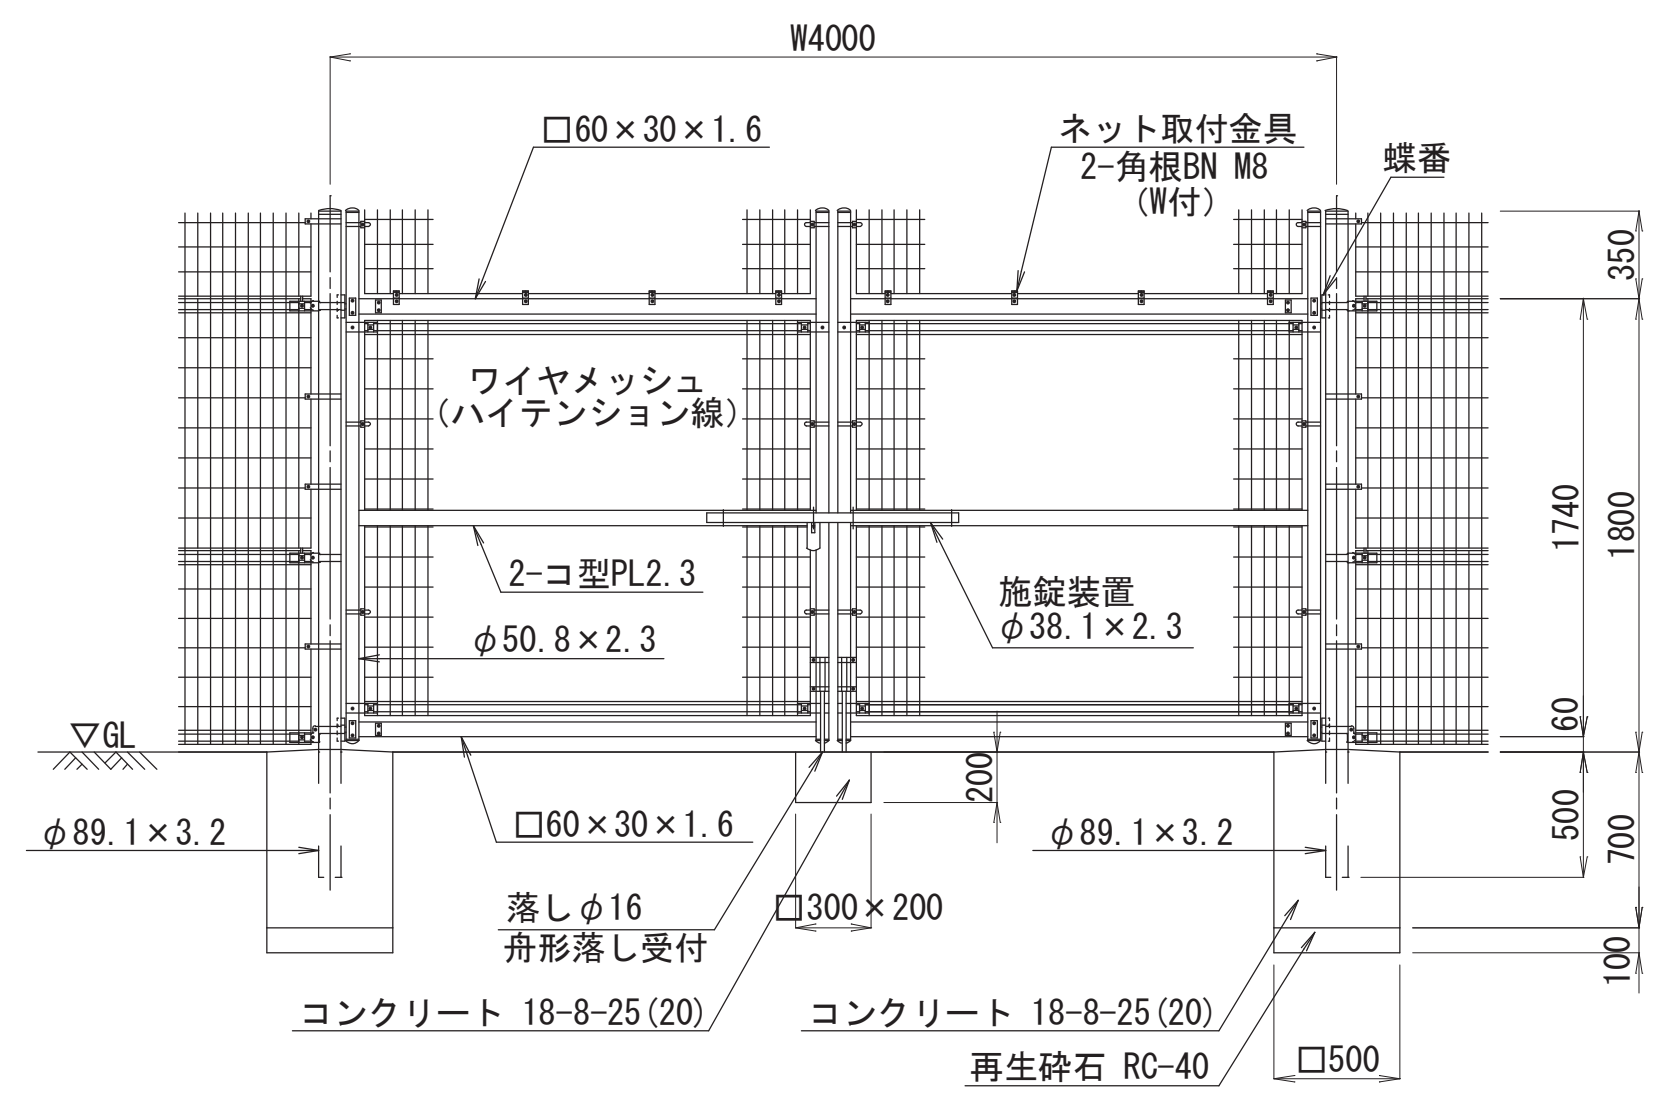 W4000
□60×30×1.6
ネット取付金具
2-角根BN M8
(W付)
蝶番
350
ワイヤメッシュ
(ハイテンション線)
1740
1800
2-コ型PL2.3
施錠装置
φ38.1×2.3
φ50.8×2.3
60
▽GL
200
500
700
φ89.1×3.2
□60×30×1.6
φ89.1×3.2
落しφ16
舟形落し受付
□300×200
100
コンクリート 18-8-25(20)
コンクリート 18-8-25(20)
再生砕石 RC-40
□500